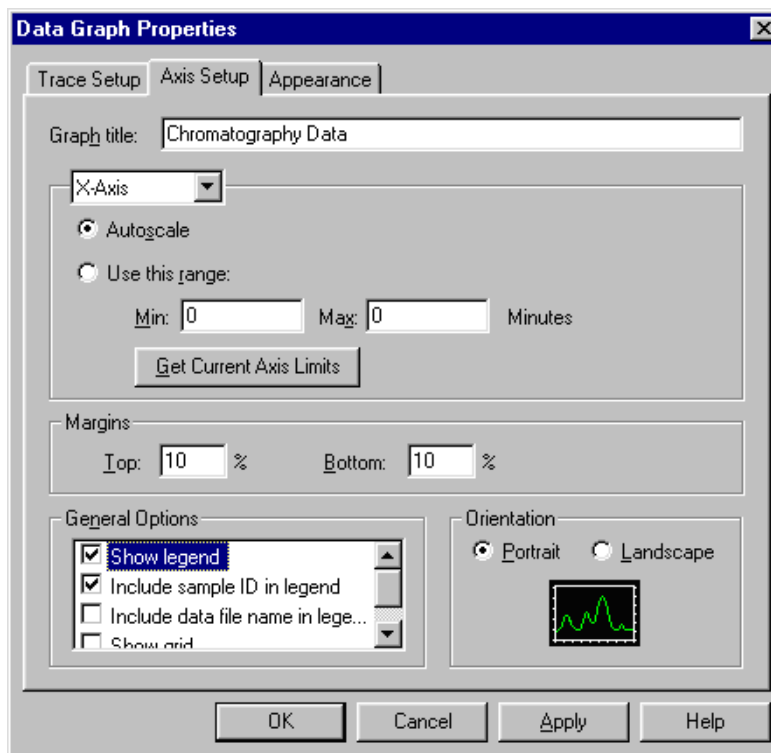 Data Graph Properties
Trace Setup Axis Setup Appearance
Graph title: Chromatography Data
X-Axis
Autoscale
Use this range:
Min: 0 Max: 0 Minutes
Get Current Axis Limits
Margins
Top: 10 % Bottom: 10 %
General Options
Show legend
Include sample ID in legend
Include data file name in lege...
Show grid
Orientation
Portrait Landscape
OK Cancel Apply Help